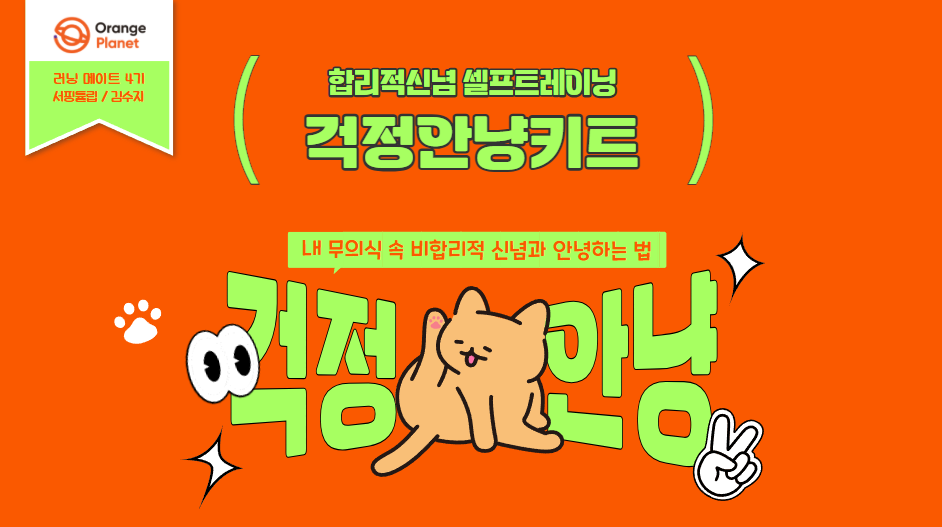 Orange
Planet
러닝 메이트 4기
서핑튤립 / 김수지
합리적신념 셀프트레이닝
걱정안냥키트
내 무의식 속 비합리적 신념과 안녕하는 법
걱정 안냥